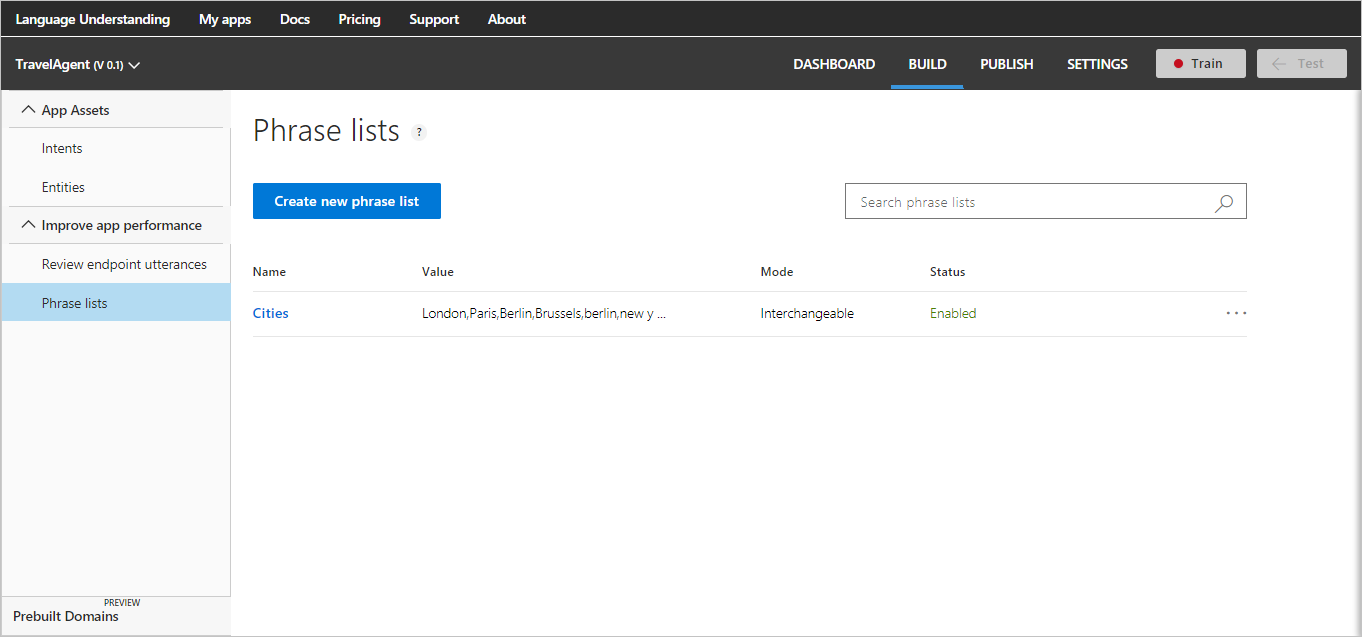 Language Understanding My apps Docs Pricing Support About
TravelAgent (V 0.1) DASHBOARD BUILD PUBLISH SETTINGS Train Test
App Assets
Intents
Entities
Improve app performance
Review endpoint utterances
Phrase lists
PREVIEW
Prebuilt Domains
Phrase lists ?
Create new phrase list Search phrase lists
Name Value Mode Status
Cities London,Paris,Berlin,Brussels,berlin,new y ... Interchangeable Enabled ...